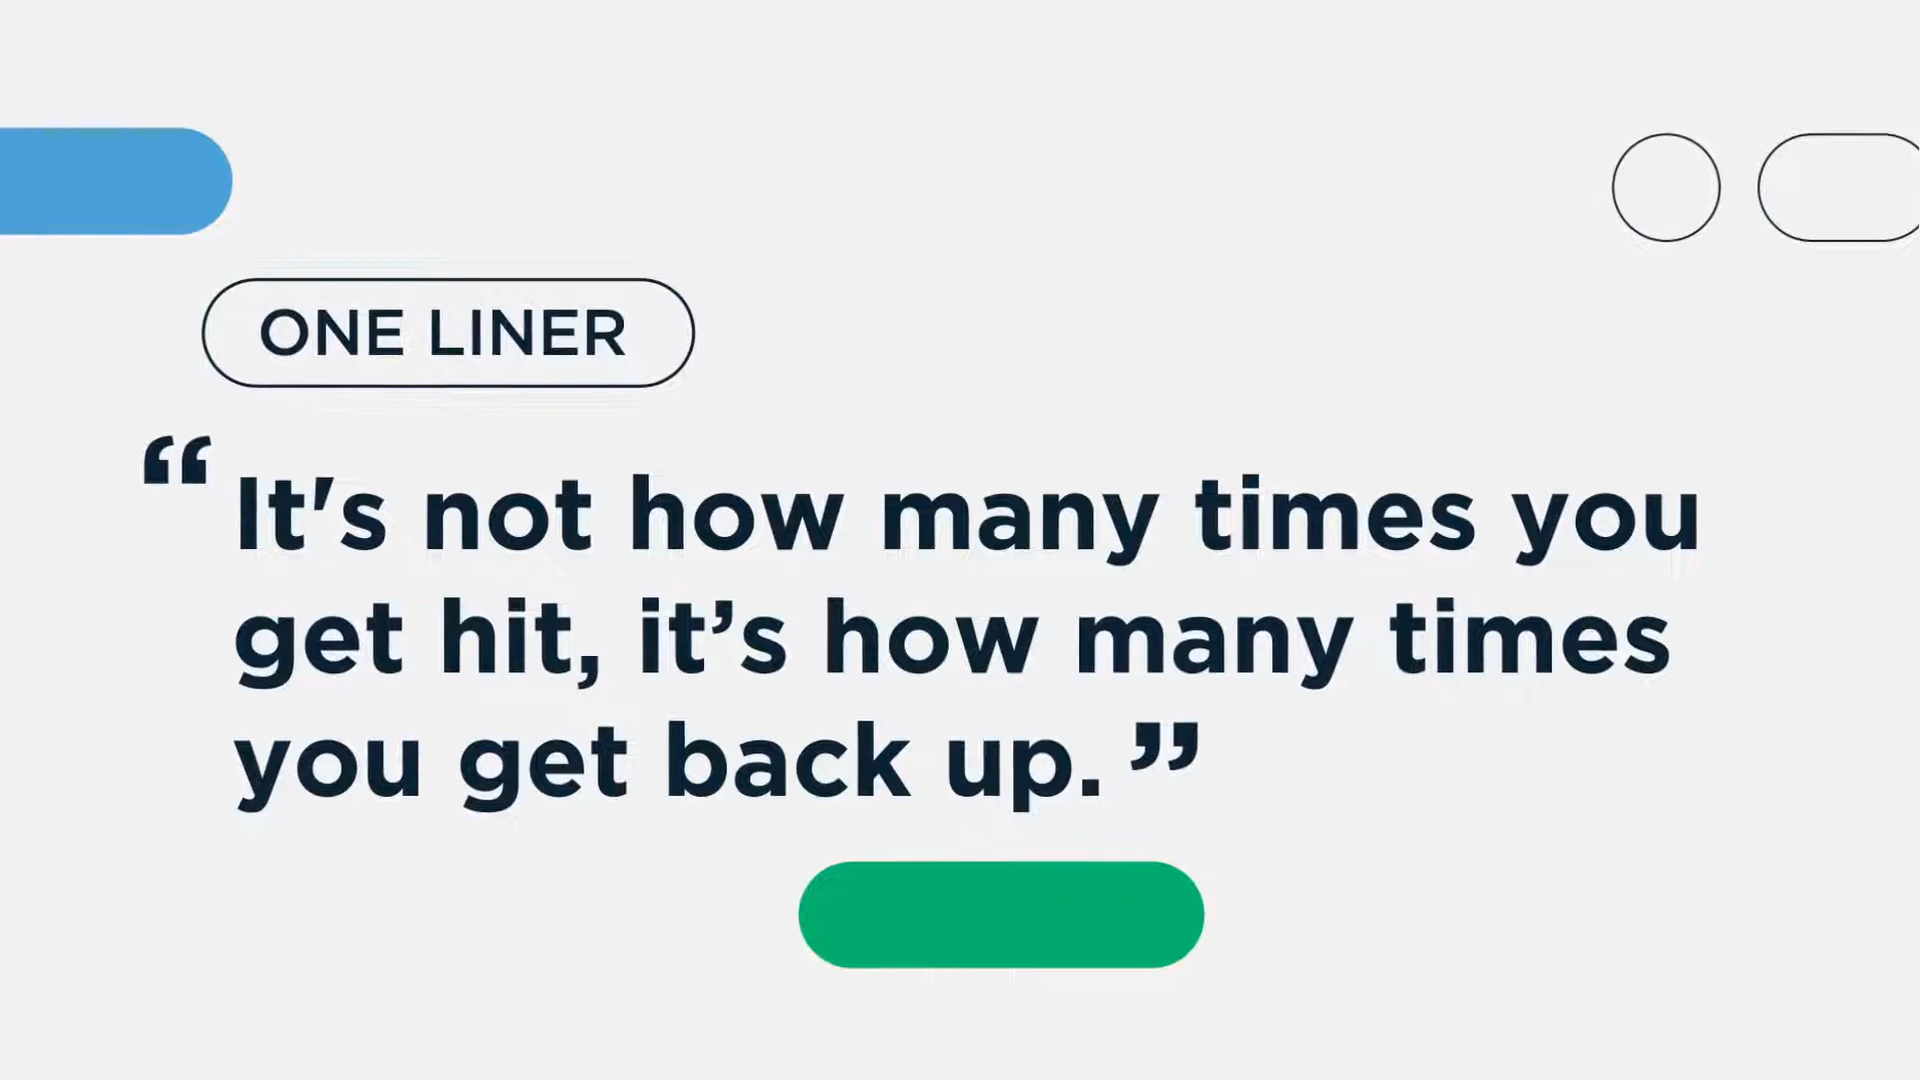 ONE LINER
“It's not how many times you
get hit, it’s how many times
you get back up.”